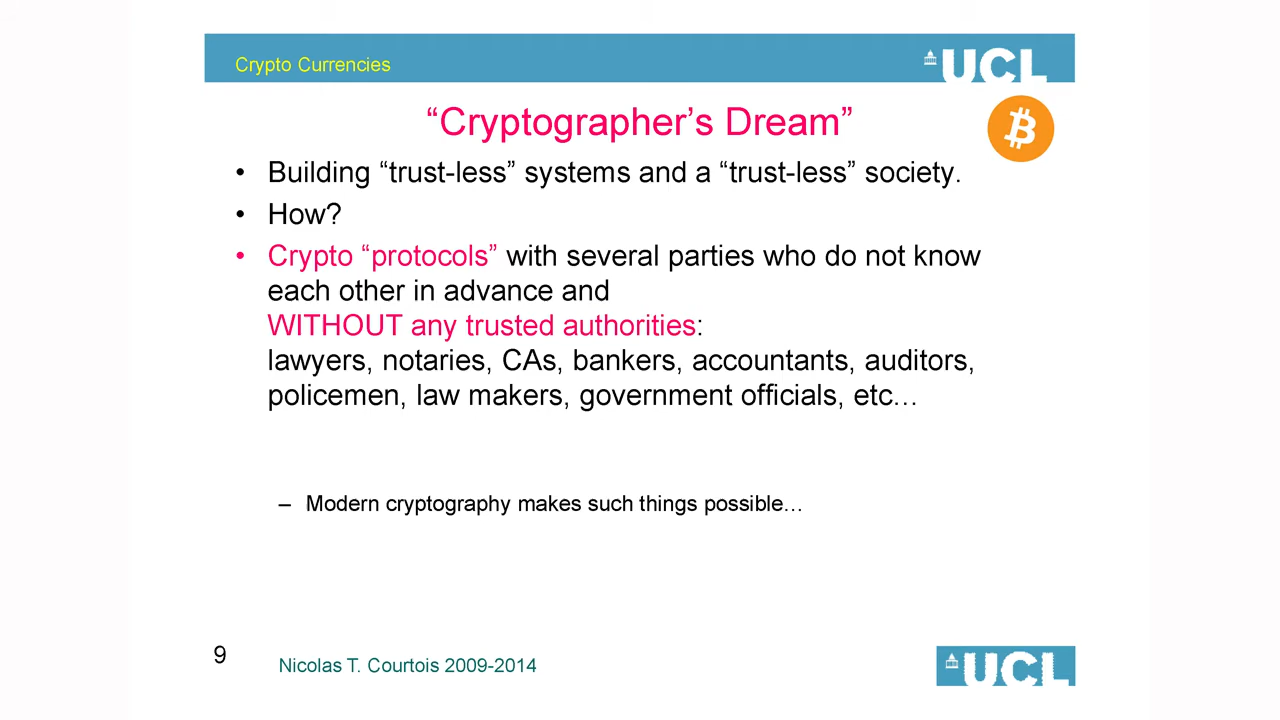 Crypto Currencies
UCL
“Cryptographer’s Dream”
• Building “trust-less” systems and a “trust-less” society.
• How?
• Crypto “protocols” with several parties who do not know
each other in advance and
WITHOUT any trusted authorities:
lawyers, notaries, CAs, bankers, accountants, auditors,
policemen, law makers, government officials, etc…
– Modern cryptography makes such things possible…
9
Nicolas T. Courtois 2009-2014
UCL